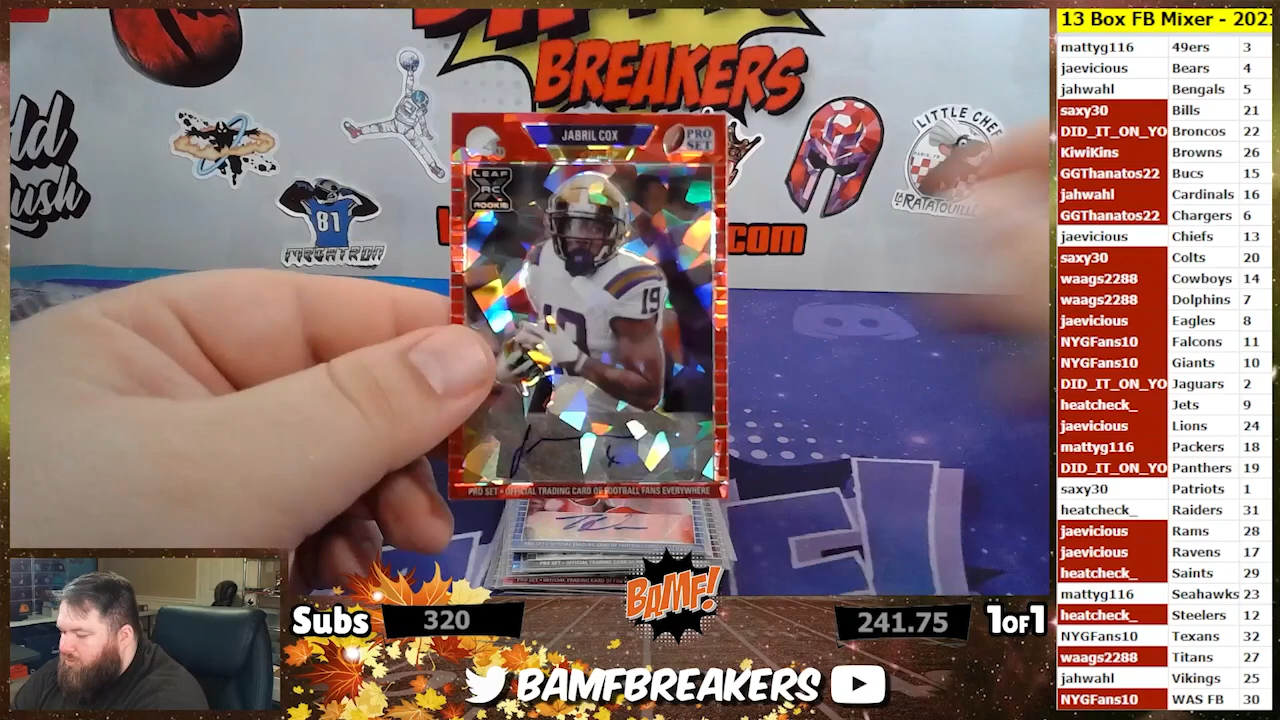 BREAKERS
JABRIL COX
PRO
SET
LEAF
RC
ROOKIE
19
PRO SET • OFFICIAL TRADING CARD OF FOOTBALL FANS EVERYWHERE
81
MEGATRON
LITTLE CHEF
LA RATATOUILLE
.com
Subs 320
BAMF!
241.75 1OF1
BAMFBREAKERS
13 Box FB Mixer - 202
mattyg116 49ers 3
jaevicious Bears 4
jahwahl Bengals 5
saxy30 Bills 21
DID_IT_ON_YO Broncos 22
KiwiKins Browns 26
GGThanatos22 Bucs 15
jahwahl Cardinals 16
GGThanatos22 Chargers 6
jaevicious Chiefs 13
saxy30 Colts 20
waags2288 Cowboys 14
waags2288 Dolphins 7
jaevicious Eagles 8
NYGFans10 Falcons 11
NYGFans10 Giants 10
DID_IT_ON_YO Jaguars 2
heatcheck_ Jets 9
jaevicious Lions 24
mattyg116 Packers 18
DID_IT_ON_YO Panthers 19
saxy30 Patriots 1
heatcheck_ Raiders 31
jaevicious Rams 28
jaevicious Ravens 17
heatcheck_ Saints 29
mattyg116 Seahawks 23
heatcheck_ Steelers 12
NYGFans10 Texans 32
waags2288 Titans 27
jahwahl Vikings 25
NYGFans10 WAS FB 30